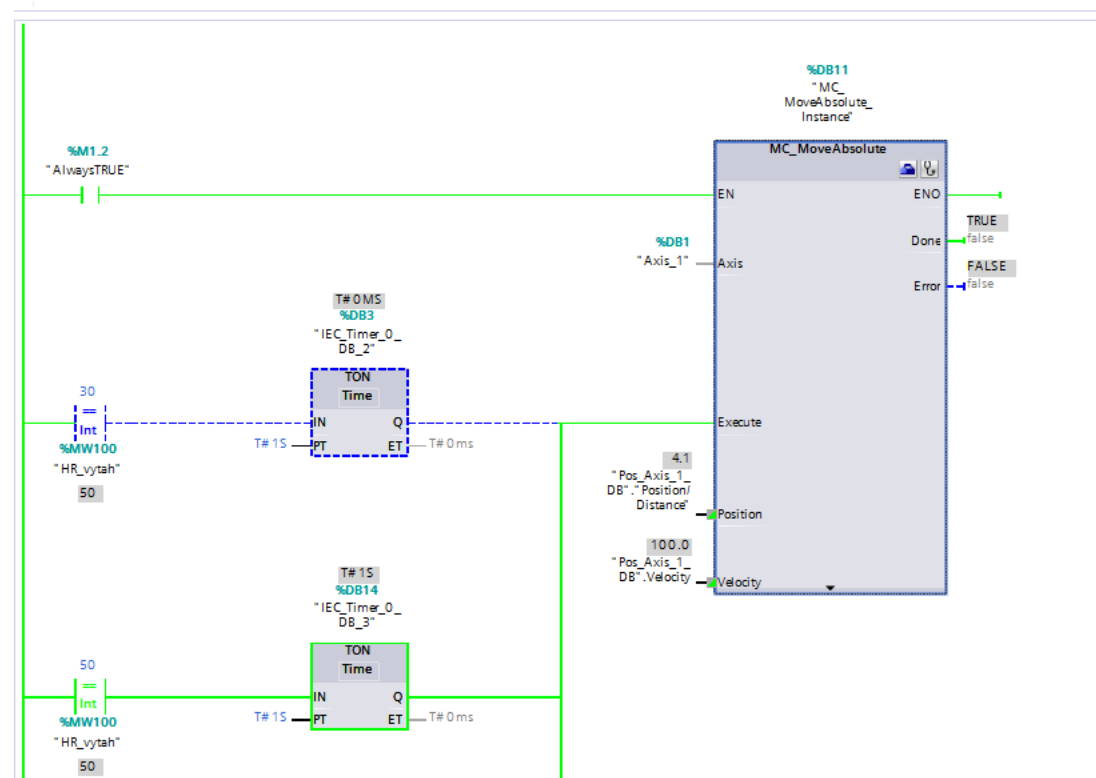 %DB11
"MC_
MoveAbsolute_
Instance"
%M1.2
"AlwaysTRUE"
MC_MoveAbsolute
EN
ENO
TRUE
%DB1
"Axis_1"
Axis
Done
false
FALSE
Error
false
T# 0MS
%DB3
"IEC_Timer_0_
DB_2"
TON
Time
30
==
Int
IN
Q
Execute
%MW100
"HR_vytah"
50
T# 1S
PT
ET
T# 0ms
4.1
"Pos_Axis_1_
DB"."Position/
Distance"
Position
100.0
"Pos_Axis_1_
DB".Velocity
Velocity
T# 1S
%DB14
"IEC_Timer_0_
DB_3"
TON
Time
50
==
Int
IN
Q
%MW100
"HR_vytah"
50
T# 1S
PT
ET
T# 0ms